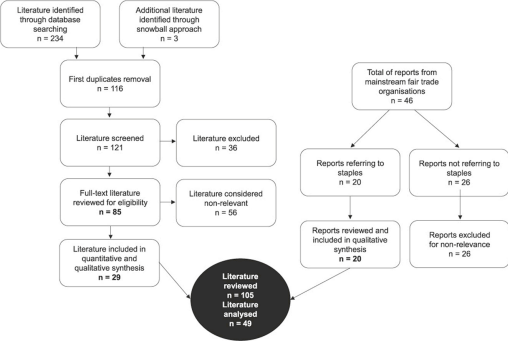 Literature identified
through database
searching
n = 234
Additional literature
identified through
snowball approach
n = 3
First duplicates removal
n = 116
Literature screened
n = 121
Literature excluded
n = 36
Full-text literature
reviewed for eligibility
n = 85
Literature considered
non-relevant
n = 56
Literature included in
quantitative and
qualitative synthesis
n = 29
Total of reports from
mainstream fair trade
organisations
n = 46
Reports referring to
staples
n = 20
Reports not referring to
staples
n = 26
Reports reviewed and
included in qualitative
synthesis
n = 20
Reports excluded
for non-relevance
n = 26
Literature
reviewed
n = 105
Literature
analysed
n = 49